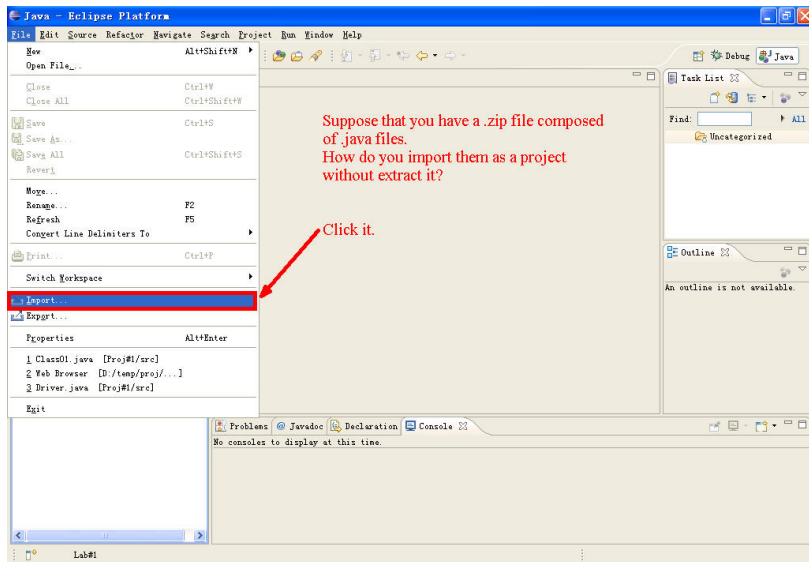 Java - Eclipse Platform
File Edit Source Refactor Navigate Search Project Run Window Help
New Alt+Shift+N
Open File...
Close Ctrl+W
Close All Ctrl+Shift+W
Save Ctrl+S
Save As...
Save All Ctrl+Shift+S
Revert
Move...
Rename... F2
Refresh F5
Convert Line Delimiters To
Print... Ctrl+P
Switch Workspace
Import...
Export...
Properties Alt+Enter
1 Class01.java [Proj#1/src]
2 Web Browser [D:/temp/proj/...]
3 Driver.java [Proj#1/src]
Exit
Debug Java
Task List
Find: All
Uncategorized
Suppose that you have a .zip file composed
of .java files.
How do you import them as a project
without extract it?
Click it.
Outline
An outline is not available.
Problems @ Javadoc Declaration Console
No consoles to display at this time.
Lab#1